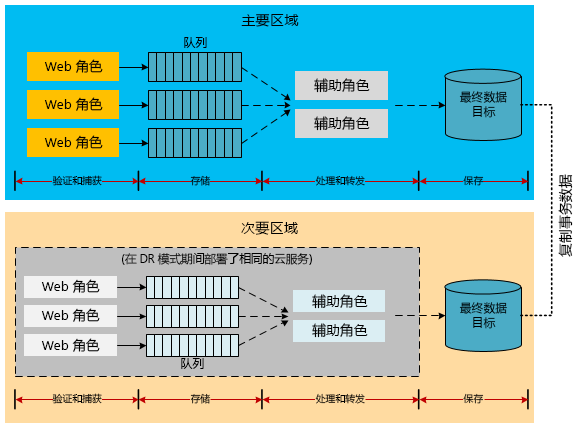 主要区域
队列
Web 角色
Web 角色
Web 角色
辅助角色
辅助角色
最终数据
目标
验证和捕获
存储
处理和转发
保存
复制事务数据
次要区域
(在 DR 模式期间部署了相同的云服务)
Web 角色
Web 角色
Web 角色
队列
辅助角色
辅助角色
最终数据
目标
验证和捕获
存储
处理和转发
保存